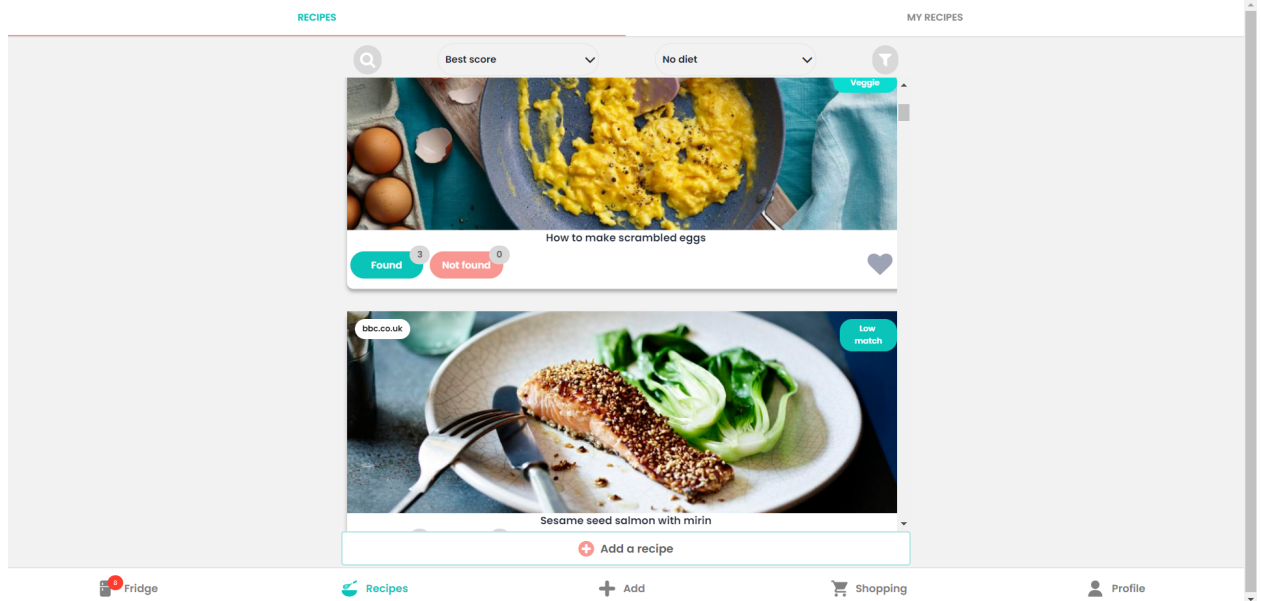 RECIPES
MY RECIPES
Best score
No diet
Veggie
How to make scrambled eggs
Found
3
Not found
0
bbc.co.uk
Low
match
Sesame seed salmon with mirin
Add a recipe
8
Fridge
Recipes
Add
Shopping
Profile